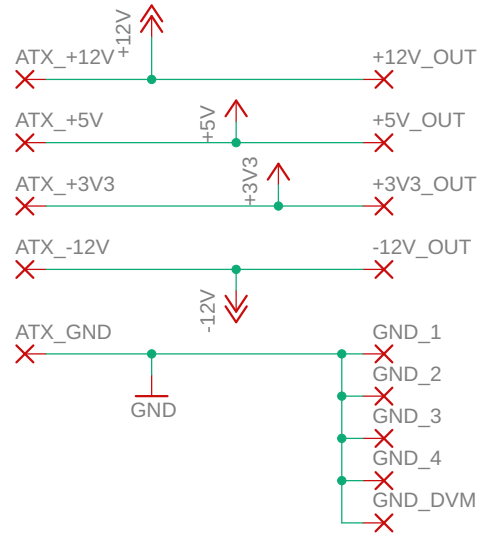 +12V
ATX_+12V
+12V_OUT
+5V
ATX_+5V
+5V_OUT
+3V3
ATX_+3V3
+3V3_OUT
ATX_-12V
-12V_OUT
-12V
ATX_GND
GND_1
GND_2
GND
GND_3
GND_4
GND_DVM